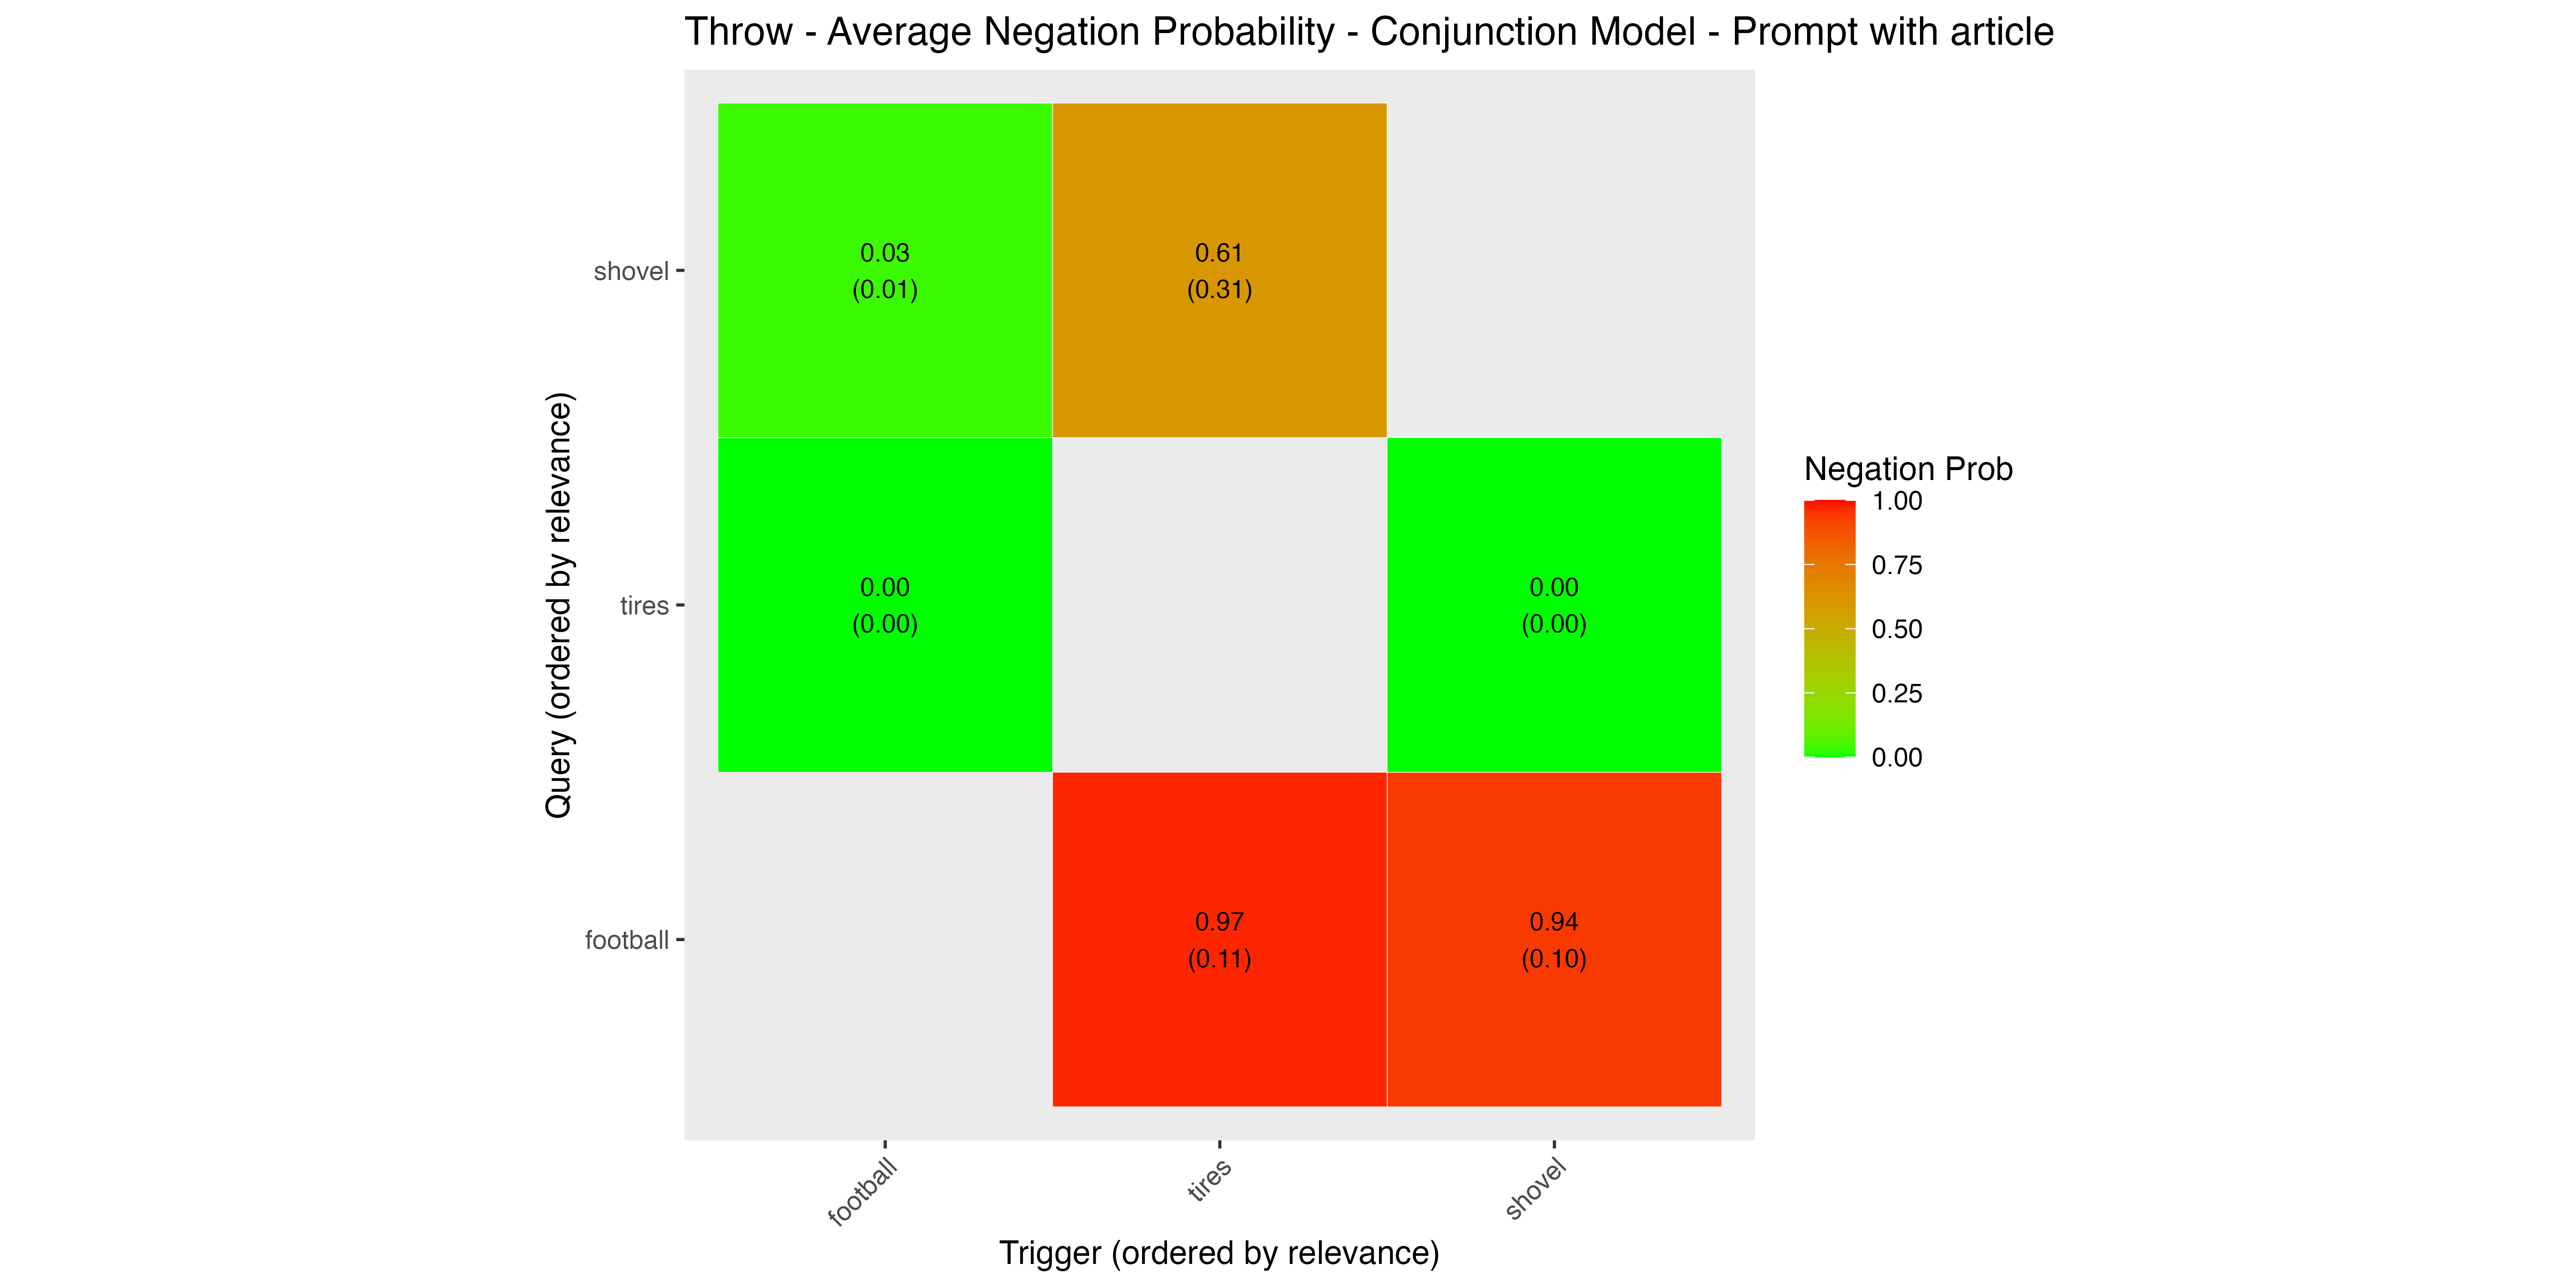 Throw - Average Negation Probability - Conjunction Model - Prompt with article
Query (ordered by relevance)
shovel
0.03
(0.01)
0.61
(0.31)
tires
0.00
(0.00)
0.00
(0.00)
football
0.97
(0.11)
0.94
(0.10)
football
tires
shovel
Trigger (ordered by relevance)
Negation Prob
1.00
0.75
0.50
0.25
0.00